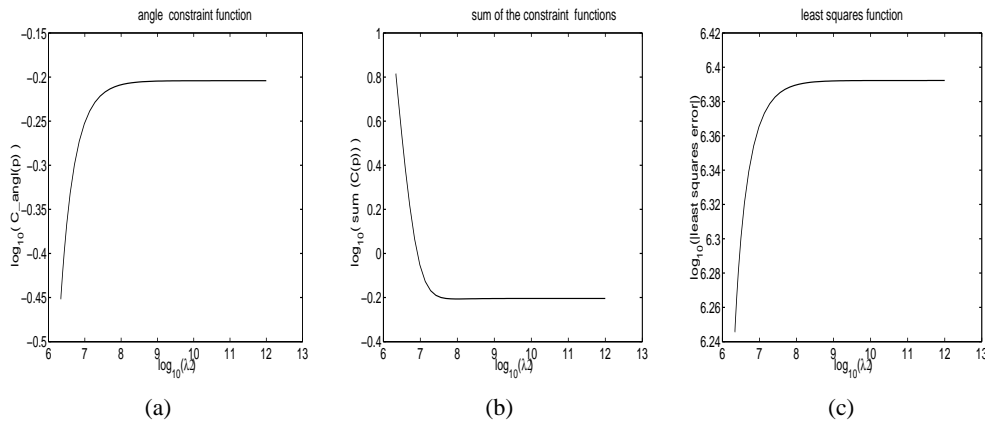 angle constraint function
log10( C_angl(p) )
−0.15
−0.2
−0.25
−0.3
−0.35
−0.4
−0.45
−0.5
6 7 8 9 10 11 12 13
log10(λ)
(a)
sum of the constraint functions
log10( sum (C(p)) )
1
0.8
0.6
0.4
0.2
0
−0.2
−0.4
6 7 8 9 10 11 12 13
log10(λ)
(b)
least squares function
log10(|least squares error|)
6.42
6.4
6.38
6.36
6.34
6.32
6.3
6.28
6.26
6.24
6 7 8 9 10 11 12 13
log10(λ)
(c)